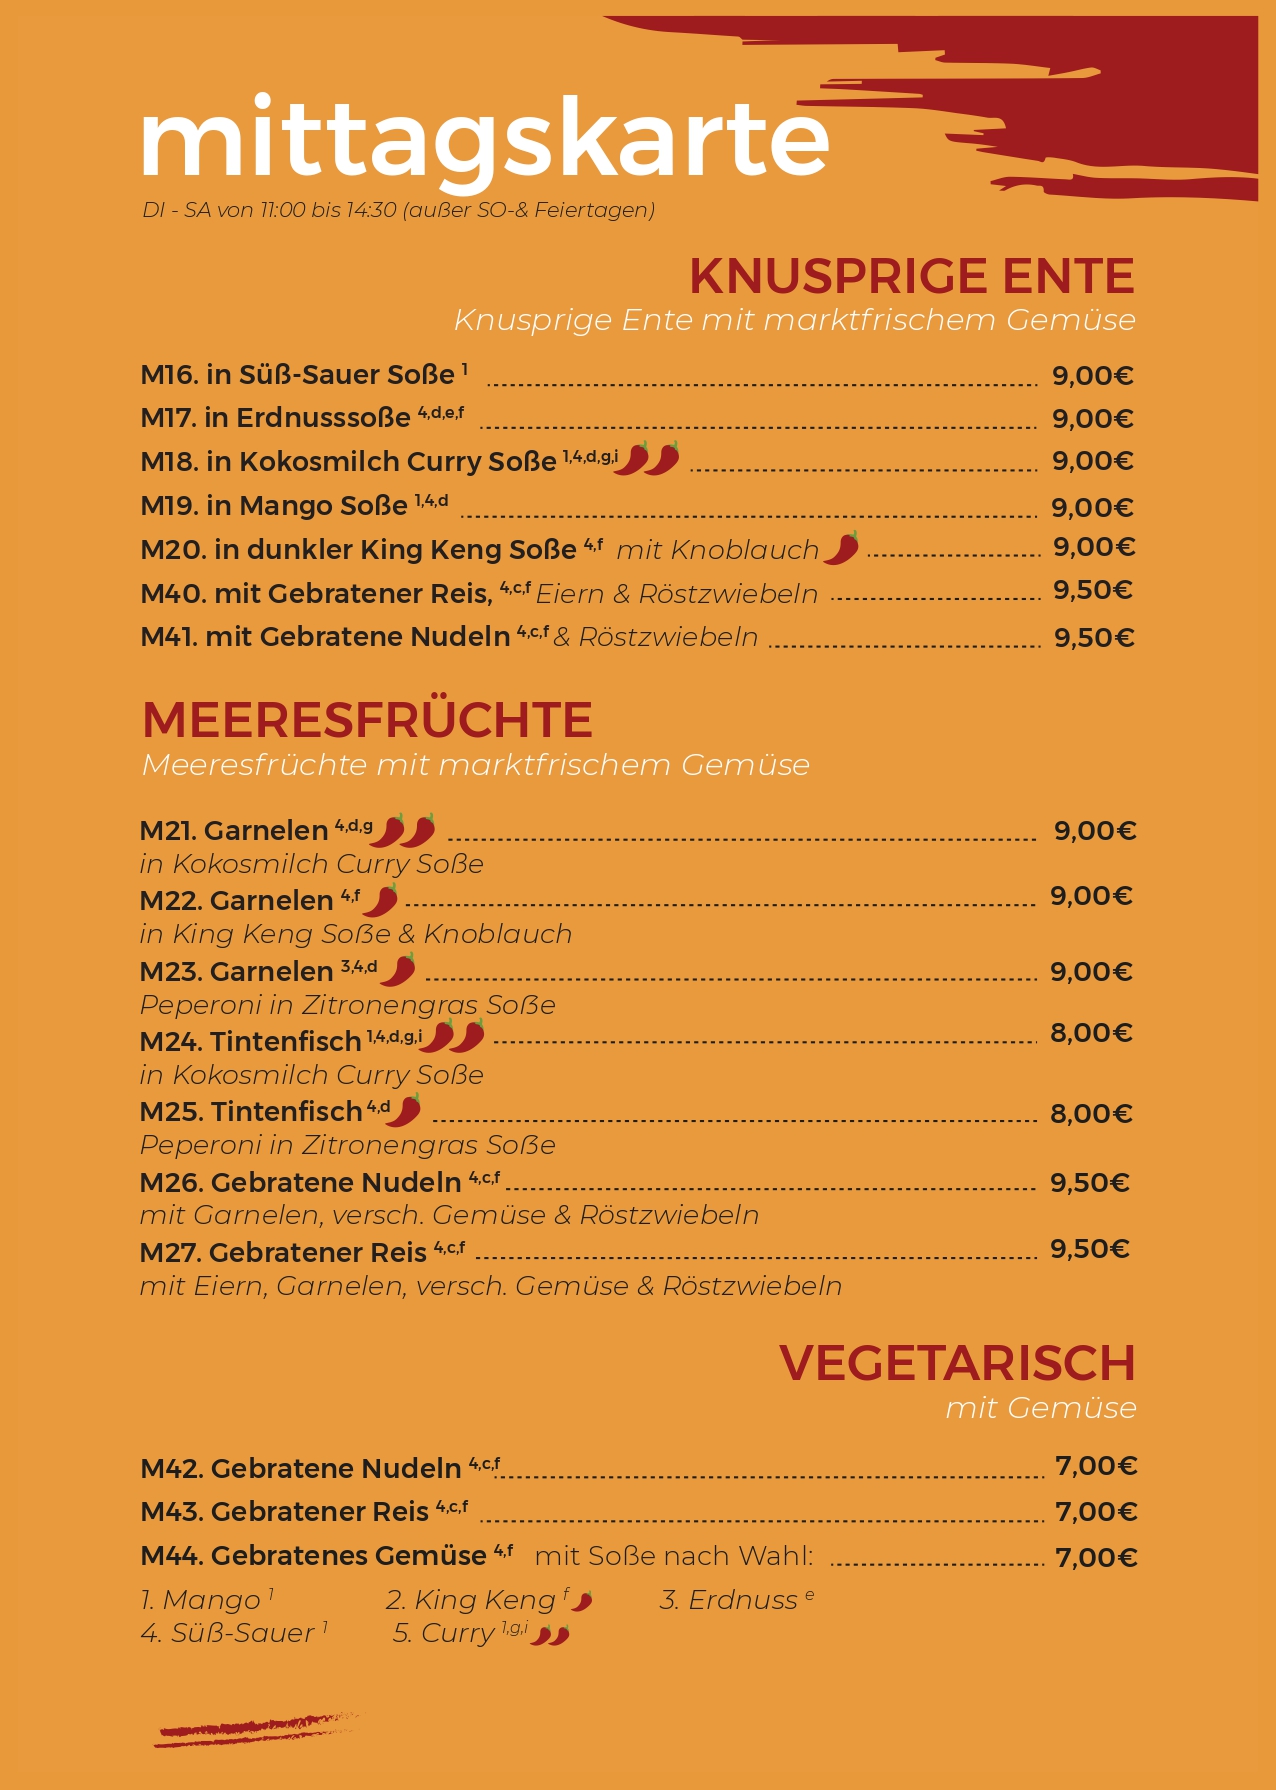 mittagskarte
DI - SA von 11:00 bis 14:30 (außer SO-& Feiertagen)
KNUSPRIGE ENTE
Knusprige Ente mit marktfrischem Gemüse
M16. in Süß-Sauer Soße 1 9,00€
M17. in Erdnusssoße 4,d,e,f 9,00€
M18. in Kokosmilch Curry Soße 1,4,d,g,i 9,00€
M19. in Mango Soße 1,4,d 9,00€
M20. in dunkler King Keng Soße 4,f mit Knoblauch 9,00€
M40. mit Gebratener Reis, 4,c,f Eiern & Röstzwiebeln 9,50€
M41. mit Gebratene Nudeln 4,c,f & Röstzwiebeln 9,50€
MEERESFRÜCHTE
Meeresfrüchte mit marktfrischem Gemüse
M21. Garnelen 4,d,g 9,00€
in Kokosmilch Curry Soße
M22. Garnelen 4,f 9,00€
in King Keng Soße & Knoblauch
M23. Garnelen 3,4,d 9,00€
Peperoni in Zitronengras Soße
M24. Tintenfisch 1,4,d,g,i 8,00€
in Kokosmilch Curry Soße
M25. Tintenfisch 4,d 8,00€
Peperoni in Zitronengras Soße
M26. Gebratene Nudeln 4,c,f 9,50€
mit Garnelen, versch. Gemüse & Röstzwiebeln
M27. Gebratener Reis 4,c,f 9,50€
mit Eiern, Garnelen, versch. Gemüse & Röstzwiebeln
VEGETARISCH
mit Gemüse
M42. Gebratene Nudeln 4,c,f 7,00€
M43. Gebratener Reis 4,c,f 7,00€
M44. Gebratenes Gemüse 4,f mit Soße nach Wahl: 7,00€
1. Mango 1 2. King Keng f 3. Erdnuss e
4. Süß-Sauer 1 5. Curry 1,g,i